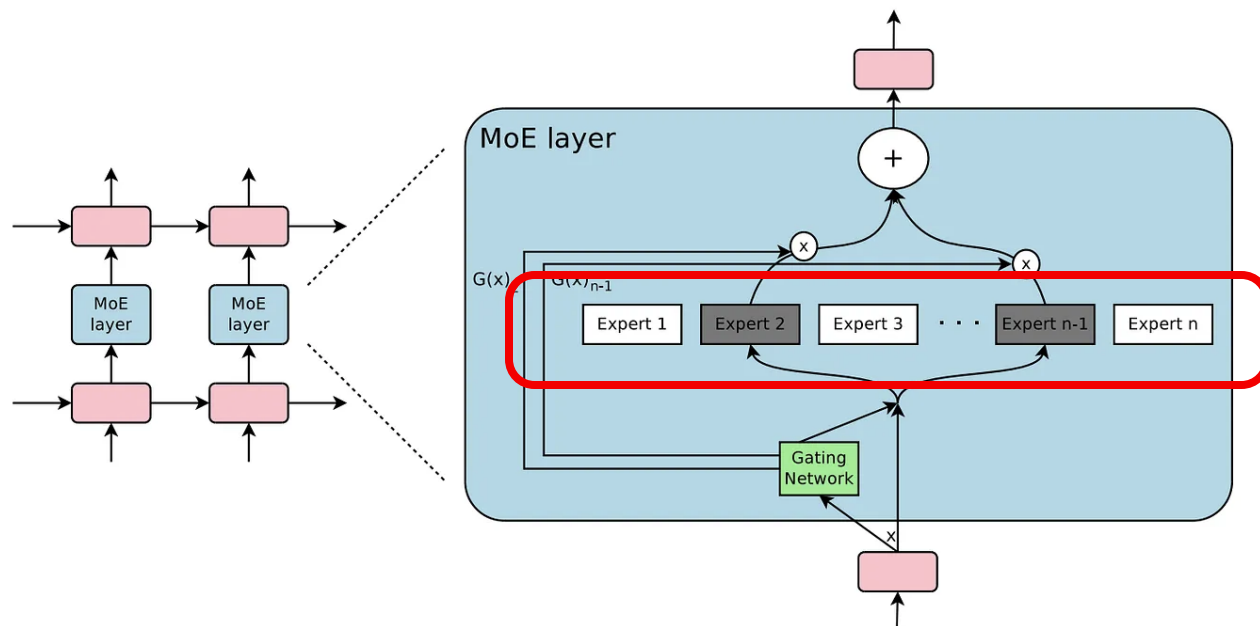 MoE layer
+
x
x
G(x)
G(x)n-1
MoE
layer
MoE
layer
Expert 1
Expert 2
Expert 3
. . . .
Expert n-1
Expert n
Gating
Network
x